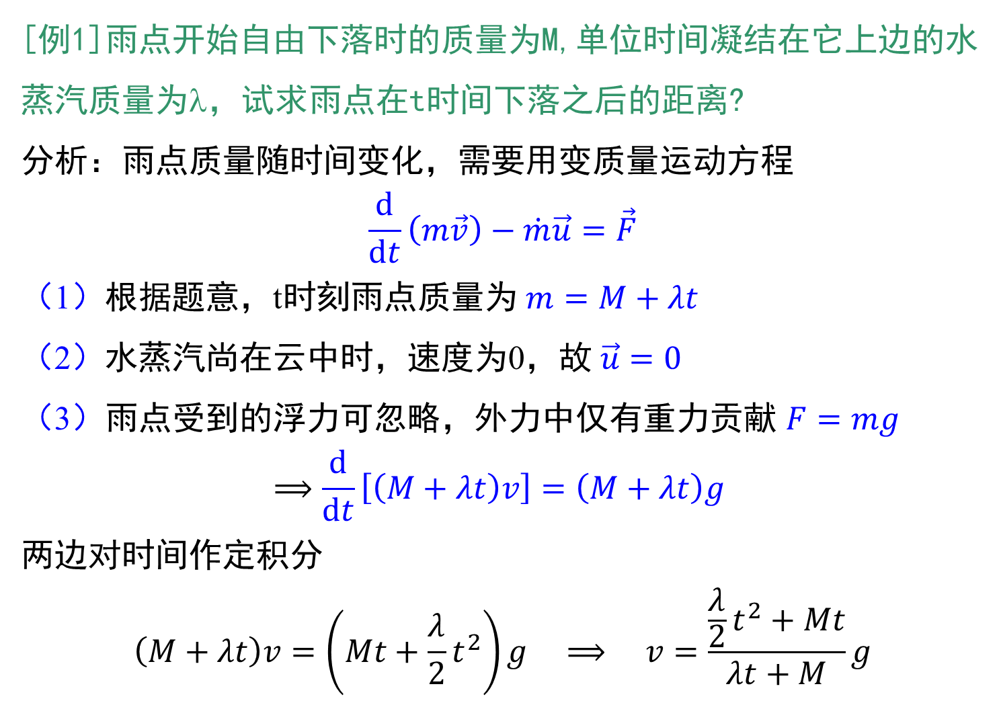 [例1]雨点开始自由下落时的质量为M,单位时间凝结在它上边的水
蒸汽质量为λ，试求雨点在t时间下落之后的距离?
分析：雨点质量随时间变化，需要用变质量运动方程
$\frac{\mathrm{d}}{\mathrm{d}t}(m\vec{v}) - \dot{m}\vec{u} = \vec{F}$
（1）根据题意，t时刻雨点质量为 $m = M + \lambda t$
（2）水蒸汽尚在云中时，速度为0，故 $\vec{u} = 0$
（3）雨点受到的浮力可忽略，外力中仅有重力贡献 $F = mg$
$\Longrightarrow \frac{\mathrm{d}}{\mathrm{d}t}[(M + \lambda t)v] = (M + \lambda t)g$
两边对时间作定积分
$(M + \lambda t)v = \left(Mt + \frac{\lambda}{2}t^2\right)g \quad \Longrightarrow \quad v = \frac{\frac{\lambda}{2}t^2 + Mt}{\lambda t + M}g$